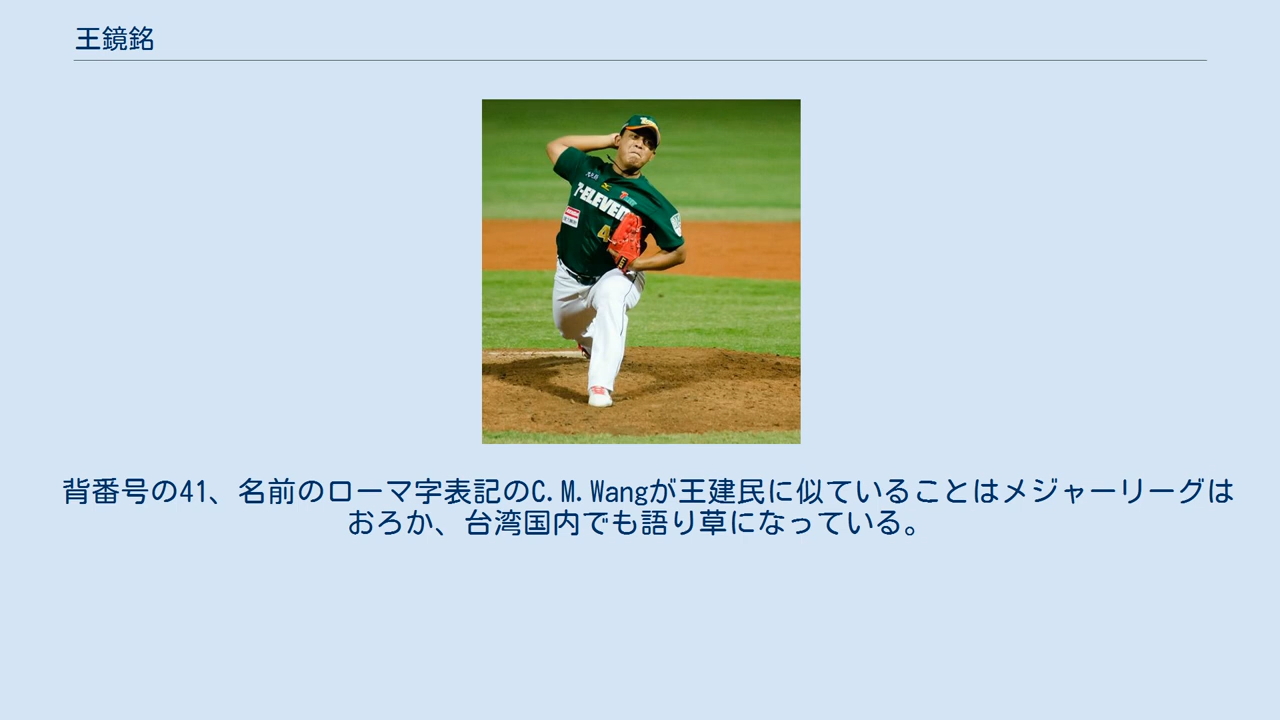 王鏡銘
7-ELEVEN
4
背番号の41、名前のローマ字表記のC.M.Wangが王建民に似ていることはメジャーリーグは
おろか、台湾国内でも語り草になっている。